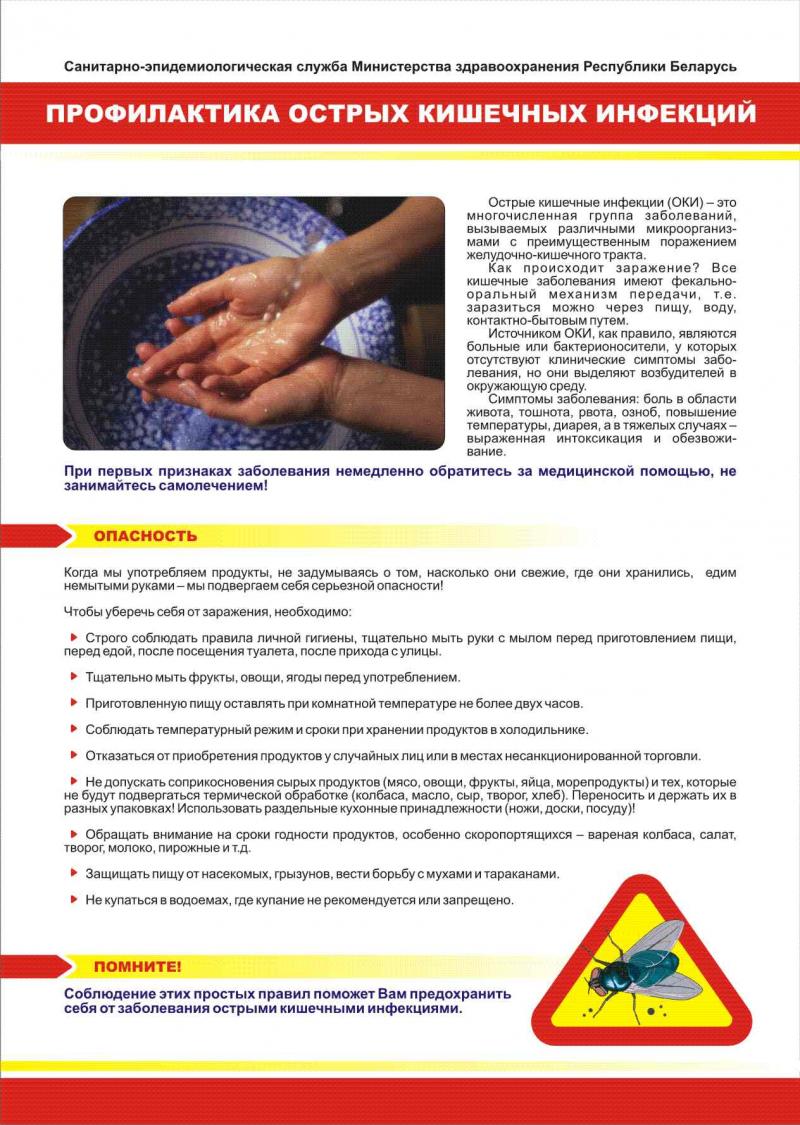 Санитарно-эпидемиологическая служба Министерства здравоохранения Республики Беларусь
ПРОФИЛАКТИКА ОСТРЫХ КИШЕЧНЫХ ИНФЕКЦИЙ
Острые кишечные инфекции (ОКИ) – это
многочисленная группа заболеваний,
вызываемых различными микроорганиз-
мами с преимущественным поражением
желудочно-кишечного тракта.
Как происходит заражение? Все
кишечные заболевания имеют фекально-
оральный механизм передачи, т.е.
заразиться можно через пищу, воду,
контактно-бытовым путем.
Источником ОКИ, как правило, являются
больные или бактерионосители, у которых
отсутствуют клинические симптомы забо-
левания, но они выделяют возбудителей в
окружающую среду.
Симптомы заболевания: боль в области
живота, тошнота, рвота, озноб, повышение
температуры, диарея, а в тяжелых случаях –
выраженная интоксикация и обезвожи-
вание.
При первых признаках заболевания немедленно обратитесь за медицинской помощью, не
занимайтесь самолечением!
ОПАСНОСТЬ
Когда мы употребляем продукты, не задумываясь о том, насколько они свежие, где они хранились, едим
немытыми руками – мы подвергаем себя серьезной опасности!
Чтобы уберечь себя от заражения, необходимо:
Строго соблюдать правила личной гигиены, тщательно мыть руки с мылом перед приготовлением пищи,
перед едой, после посещения туалета, после прихода с улицы.
Тщательно мыть фрукты, овощи, ягоды перед употреблением.
Приготовленную пищу оставлять при комнатной температуре не более двух часов.
Соблюдать температурный режим и сроки при хранении продуктов в холодильнике.
Отказаться от приобретения продуктов у случайных лиц или в местах несанкционированной торговли.
Не допускать соприкосновения сырых продуктов (мясо, овощи, фрукты, яйца, морепродукты) и тех, которые
не будут подвергаться термической обработке (колбаса, масло, сыр, творог, хлеб). Переносить и держать их в
разных упаковках! Использовать раздельные кухонные принадлежности (ножи, доски, посуду)!
Обращать внимание на сроки годности продуктов, особенно скоропортящихся – вареная колбаса, салат,
творог, молоко, пирожные и т.д.
Защищать пищу от насекомых, грызунов, вести борьбу с мухами и тараканами.
Не купаться в водоемах, где купание не рекомендуется или запрещено.
ПОМНИТЕ!
Соблюдение этих простых правил поможет Вам предохранить
себя от заболевания острыми кишечными инфекциями.